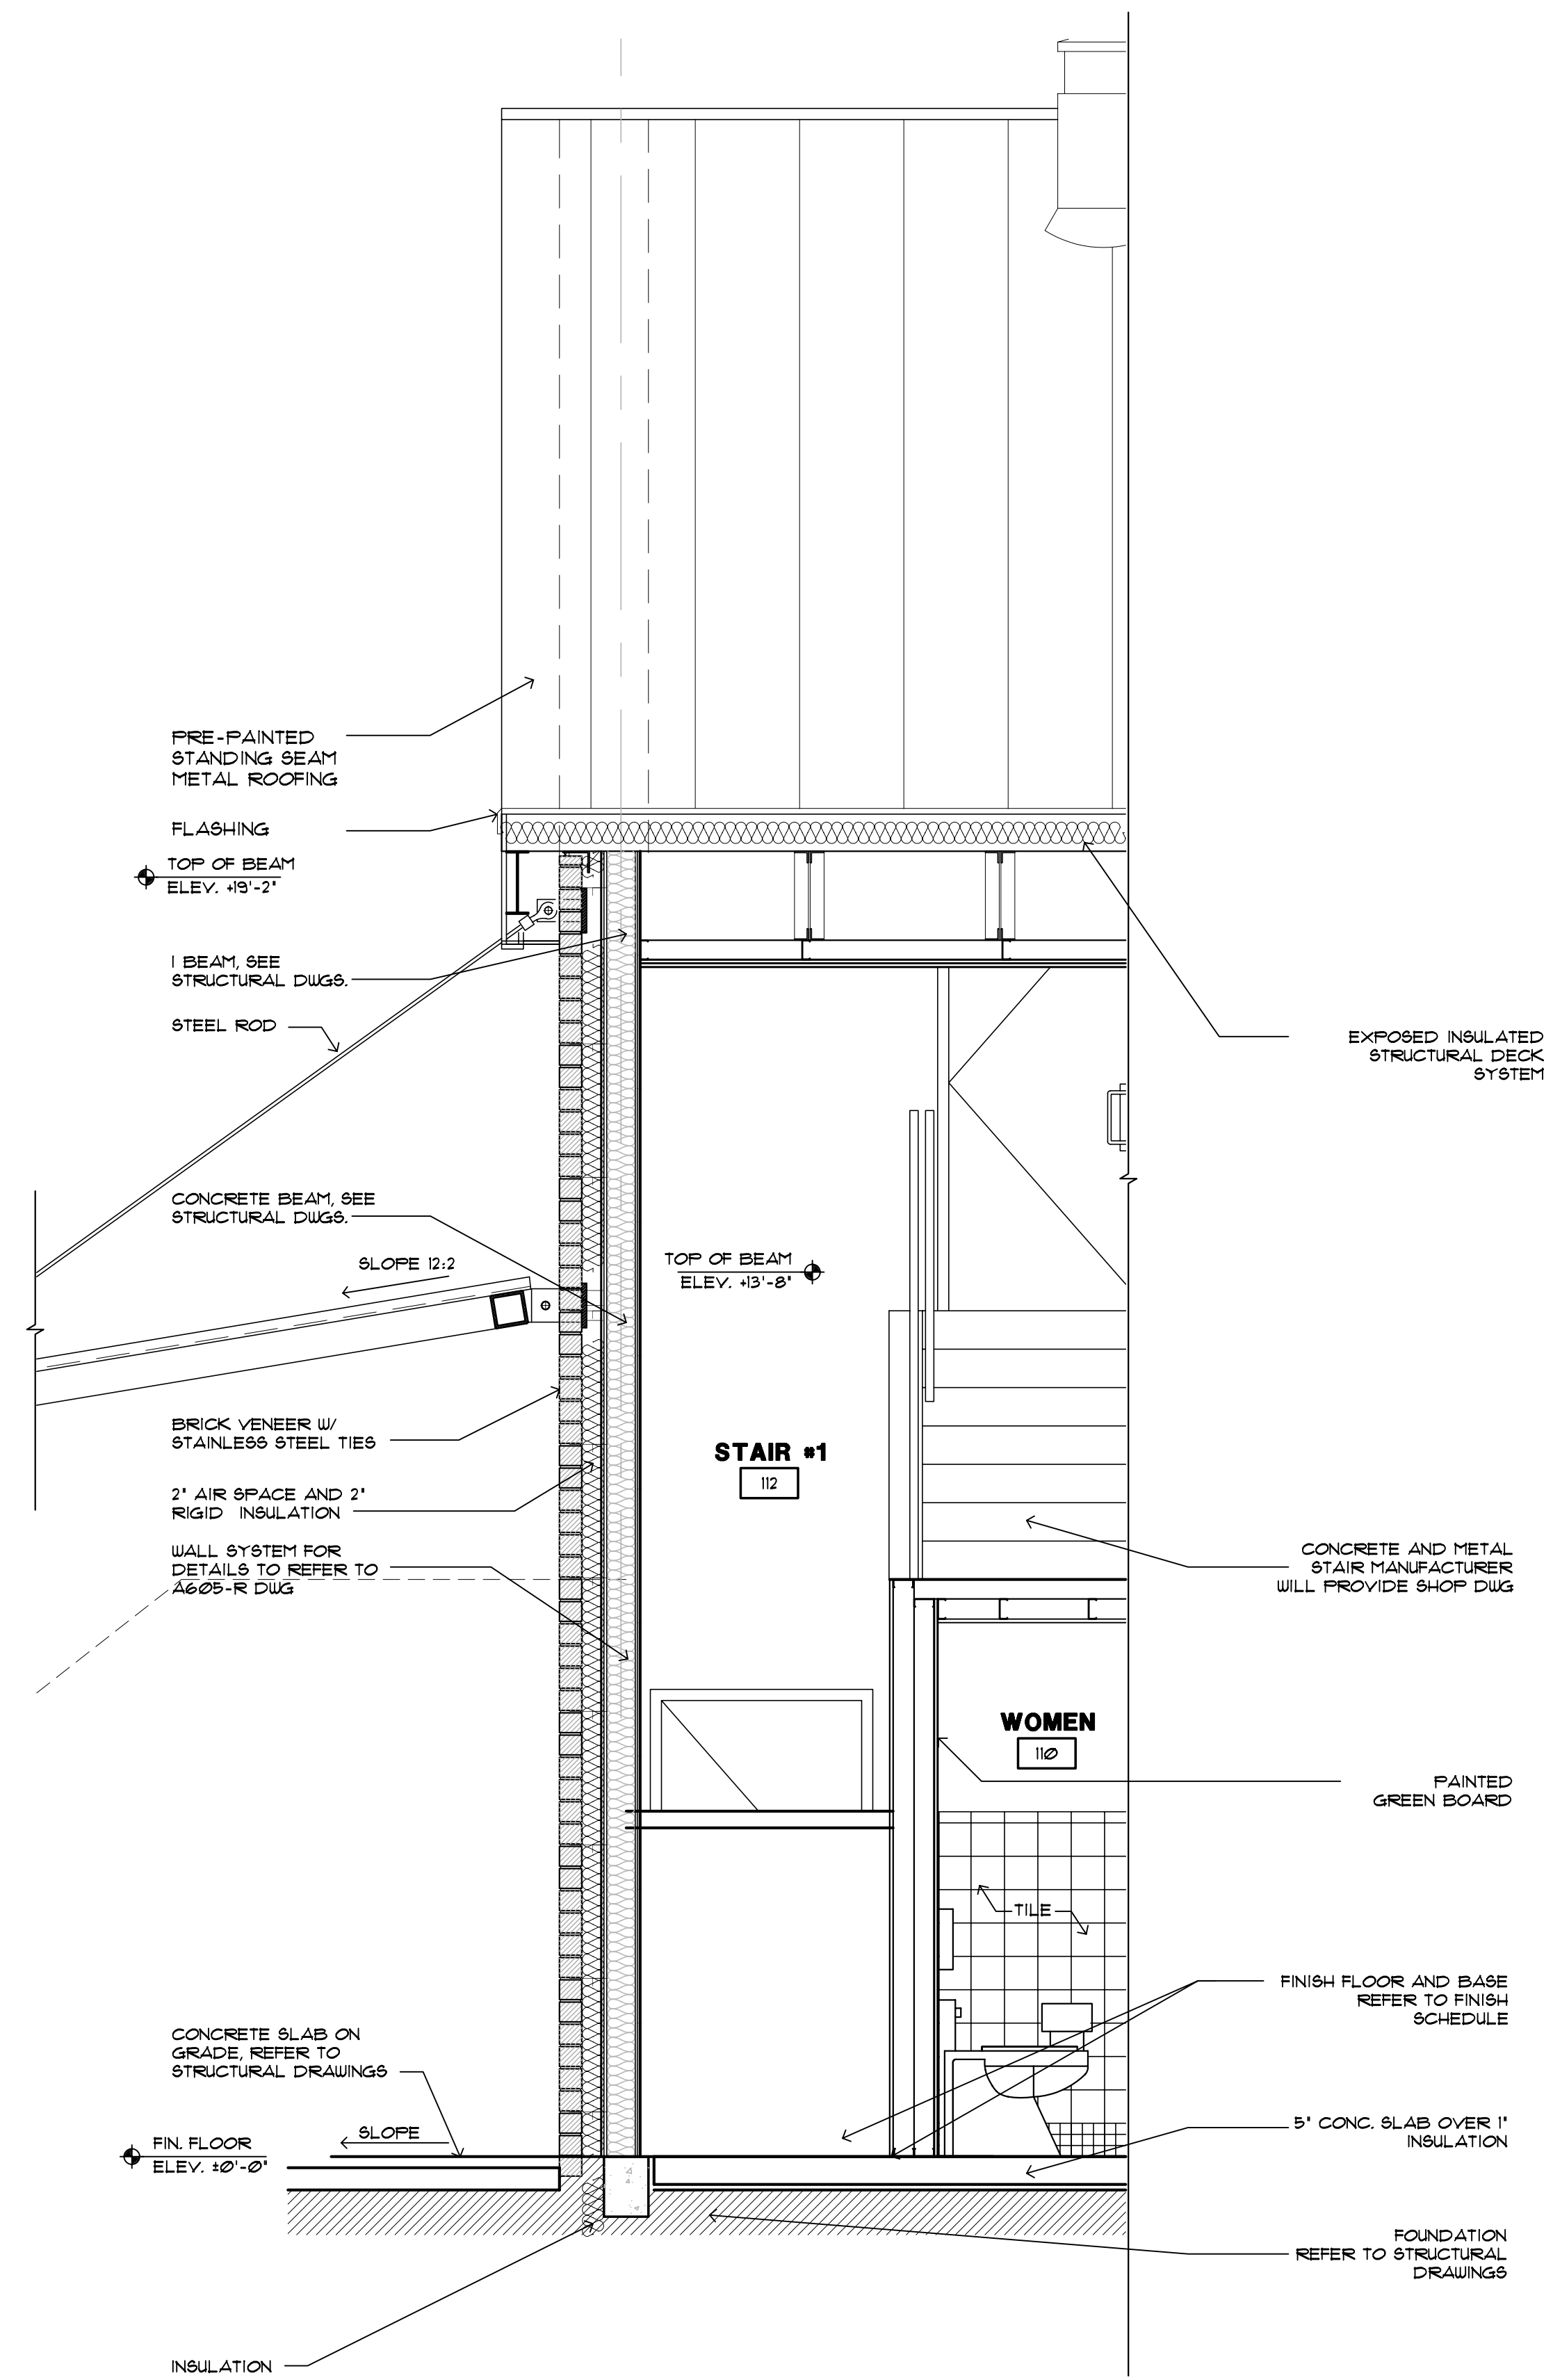 PRE-PAINTED
STANDING SEAM
METAL ROOFING
FLASHING
TOP OF BEAM
ELEV. +19'-2"
I BEAM, SEE
STRUCTURAL DWGS.
STEEL ROD
EXPOSED INSULATED
STRUCTURAL DECK
SYSTEM
CONCRETE BEAM, SEE
STRUCTURAL DWGS.
SLOPE 12:2
TOP OF BEAM
ELEV. +13'-8"
BRICK VENEER W/
STAINLESS STEEL TIES
STAIR #1
112
2" AIR SPACE AND 2"
RIGID INSULATION
WALL SYSTEM FOR
DETAILS TO REFER TO
A605-R DWG
CONCRETE AND METAL
STAIR MANUFACTURER
WILL PROVIDE SHOP DWG
WOMEN
110
PAINTED
GREEN BOARD
TILE
FINISH FLOOR AND BASE
REFER TO FINISH
SCHEDULE
CONCRETE SLAB ON
GRADE, REFER TO
STRUCTURAL DRAWINGS
SLOPE
FIN. FLOOR
ELEV. ±0'-0"
5" CONC. SLAB OVER 1"
INSULATION
FOUNDATION
REFER TO STRUCTURAL
DRAWINGS
INSULATION